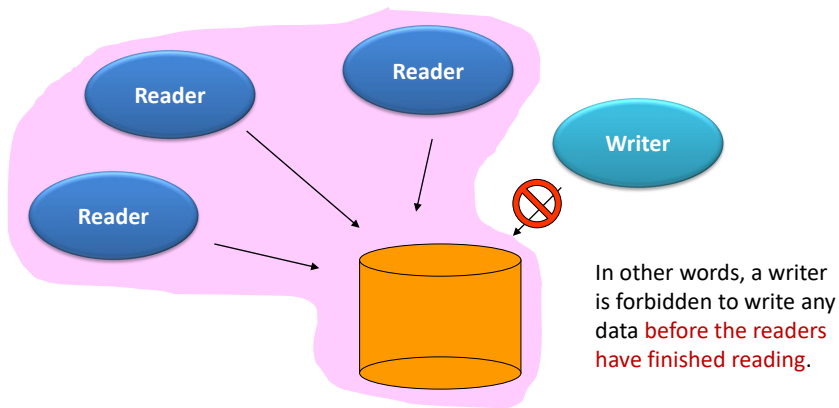 Reader
Reader
Writer
Reader
In other words, a writer
is forbidden to write any
data before the readers
have finished reading.